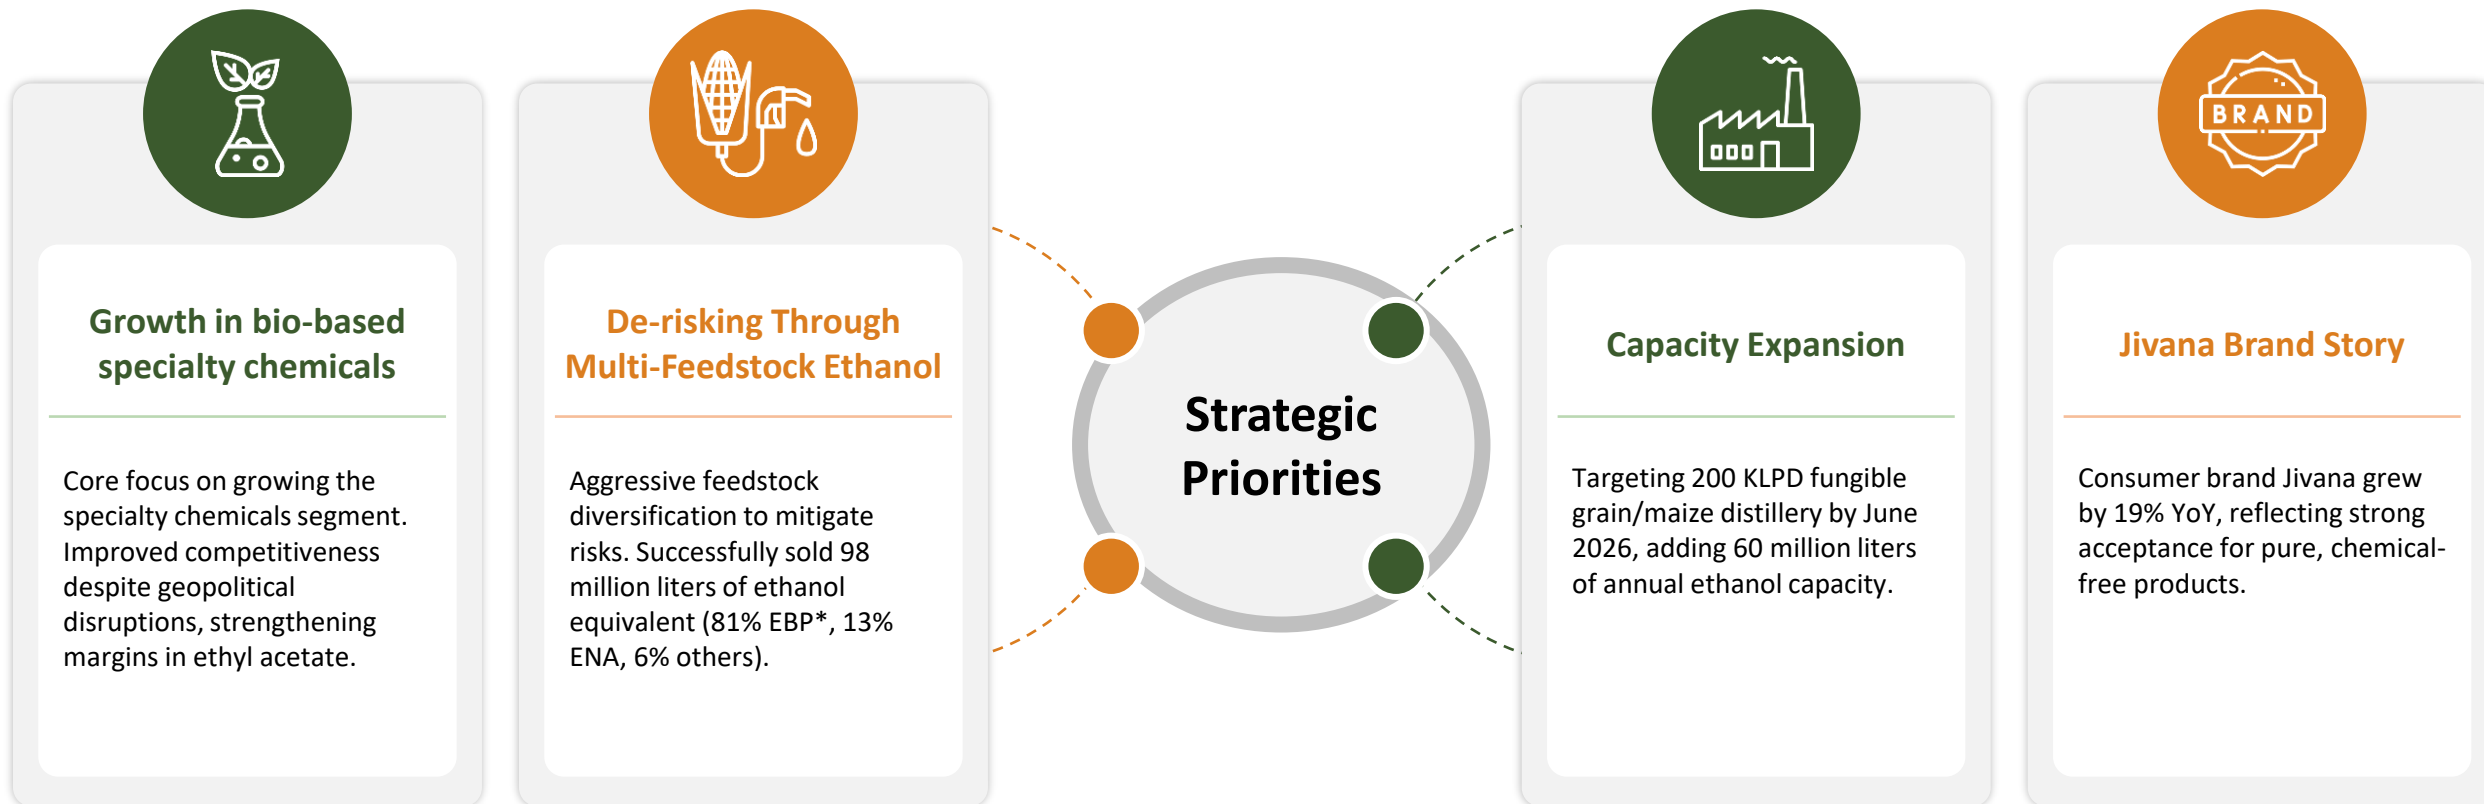 Growth in bio-based
specialty chemicals
Core focus on growing the
specialty chemicals segment.
Improved competitiveness
despite geopolitical
disruptions, strengthening
margins in ethyl acetate.
De-risking Through
Multi-Feedstock Ethanol
Aggressive feedstock
diversification to mitigate
risks. Successfully sold 98
million liters of ethanol
equivalent (81% EBP*, 13%
ENA, 6% others).
Strategic
Priorities
Capacity Expansion
Targeting 200 KLPD fungible
grain/maize distillery by June
2026, adding 60 million liters
of annual ethanol capacity.
BRAND
Jivana Brand Story
Consumer brand Jivana grew
by 19% YoY, reflecting strong
acceptance for pure, chemical-
free products.